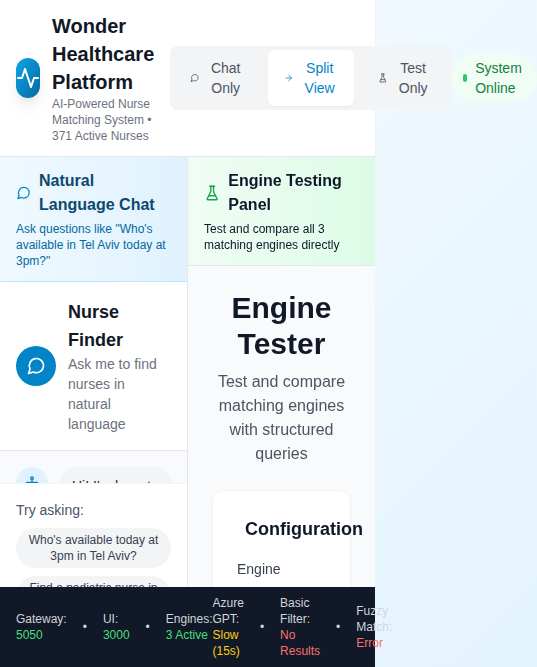 Wonder
Healthcare
Platform
AI-Powered Nurse
Matching System •
371 Active Nurses
Chat
Only
Split
View
Test
Only
System
Online
Natural
Language Chat
Ask questions like "Who's
available in Tel Aviv today at
3pm?"
Engine Testing
Panel
Test and compare all 3
matching engines directly
Nurse
Finder
Ask me to find
nurses in
natural
language
Engine
Tester
Test and compare
matching engines
with structured
queries
Try asking:
Who's available today at
3pm in Tel Aviv?
Find a pediatric nurse in
Configuration
Engine
Gateway:
5050
•
UI:
3000
•
Engines:
3 Active
Azure
GPT:
Slow
(15s)
•
Basic
Filter:
No
Results
•
Fuzzy
Match:
Error